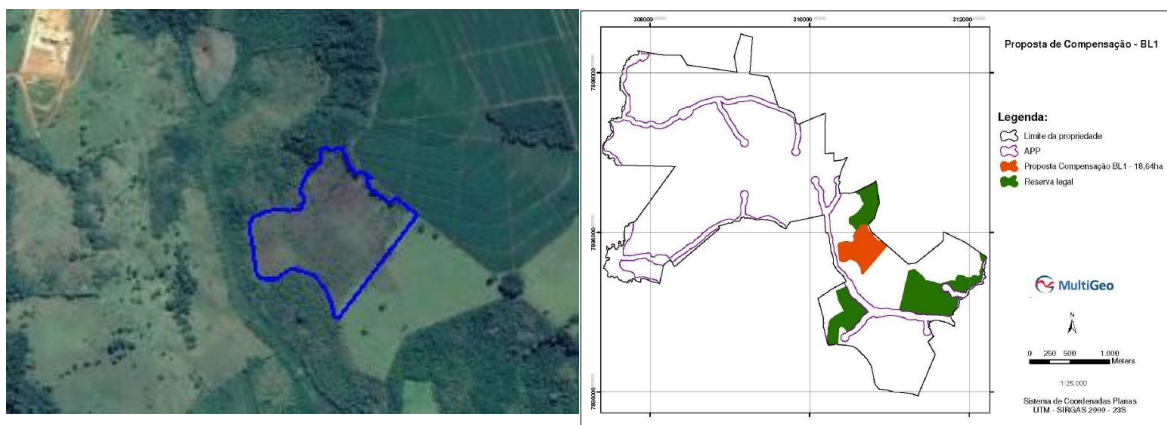 308000
310000
312000
7898000
7896000
7894000
Proposta de Compensação - BL1
Legenda:
Limite da propriedade
APP
Proposta Compensação BL1 - 18,64ha
Reserva legal
MultiGeo
N
0 250 500 1.000
Meters
1:25.000
Sistema de Coordenadas Planas
UTM - SIRGAS 2000 - 23S